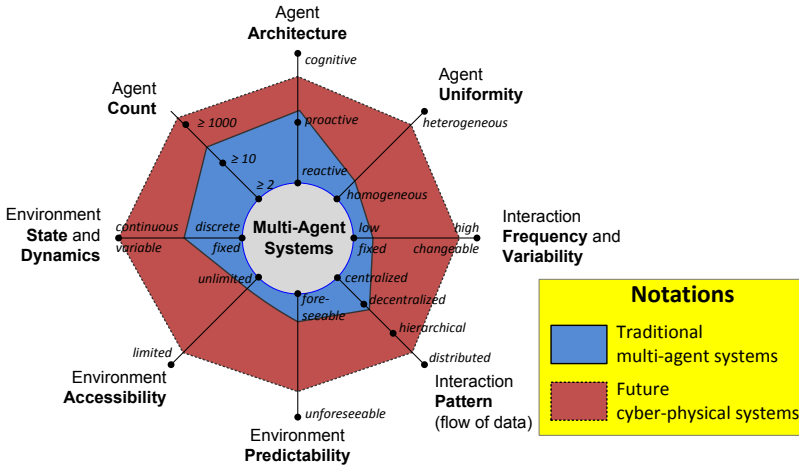 Agent
Architecture
cognitive
Agent
Count
Agent
Uniformity
≥ 1000
proactive
heterogeneous
≥ 10
reactive
≥ 2
homogeneous
Environment
State and
Dynamics
continuous
variable
discrete
fixed
Multi-Agent
Systems
low
fixed
high
changeable
Interaction
Frequency and
Variability
unlimited
centralized
fore-
seeable
decentralized
hierarchical
limited
distributed
Environment
Accessibility
Interaction
Pattern
(flow of data)
unforeseeable
Environment
Predictability
Notations
Traditional
multi-agent systems
Future
cyber-physical systems